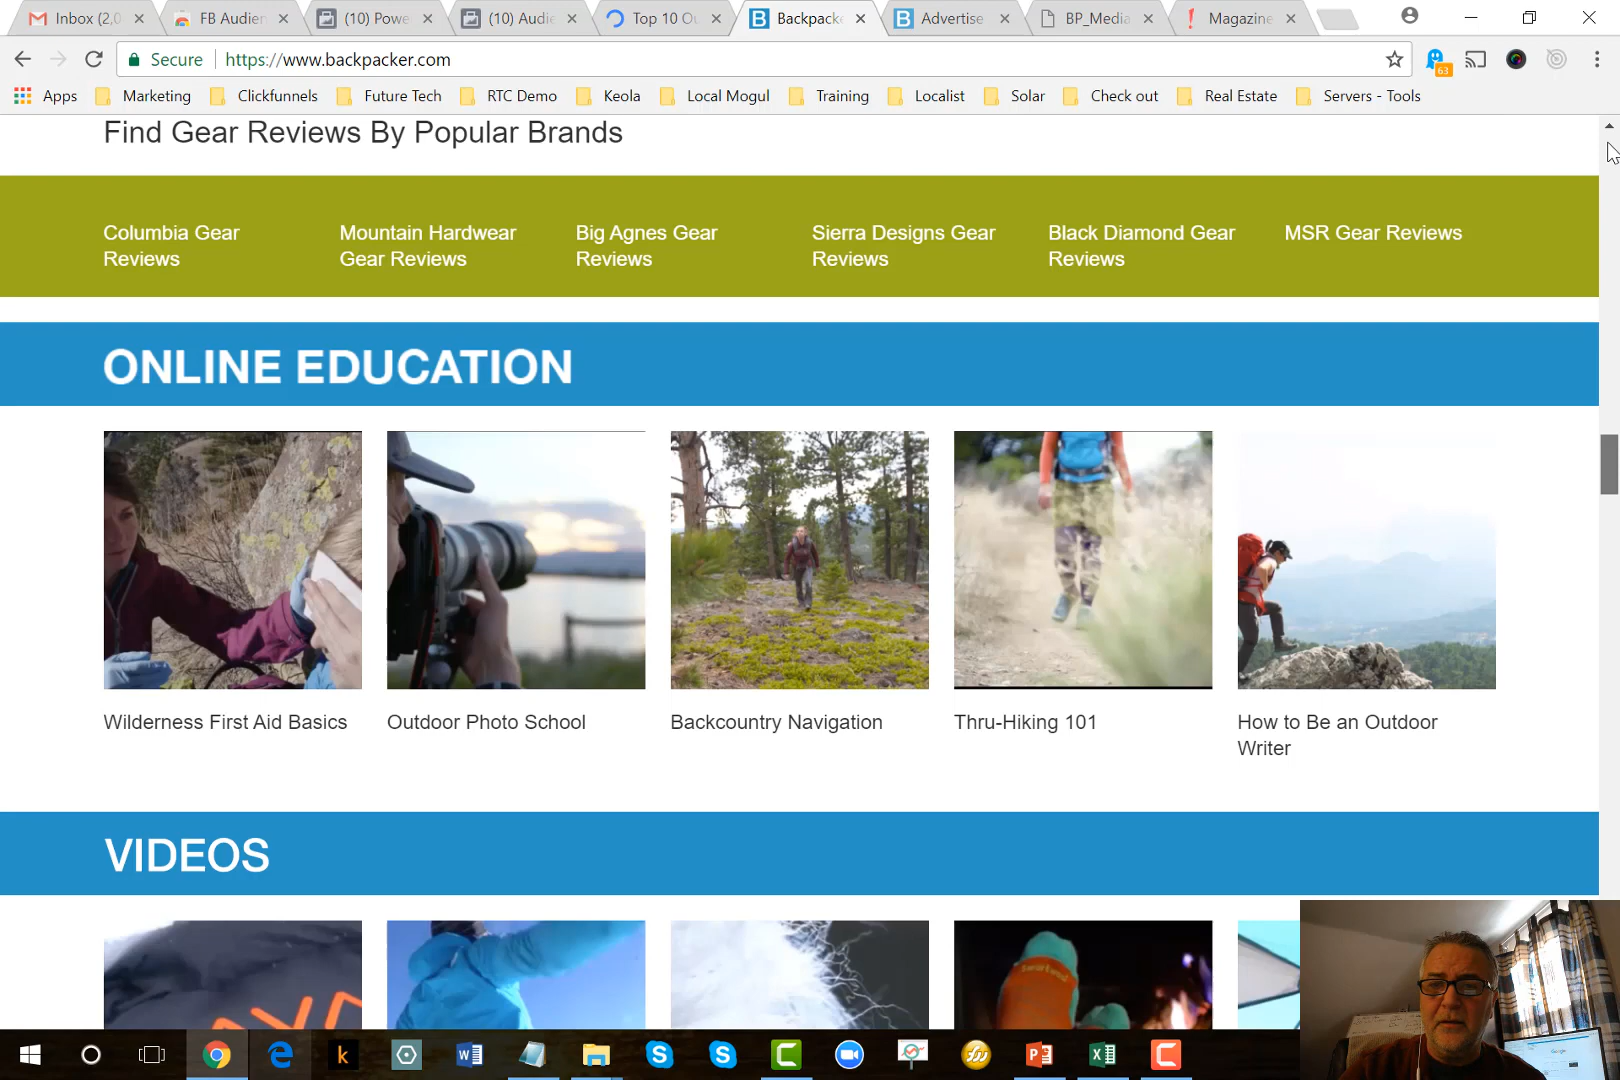 Inbox (2,0
FB Audien
(10) Powe
(10) Audie
Top 10 Ou
Backpacke
Advertise
BP_Media
Magazine
Secure
https://www.backpacker.com
63
Apps
Marketing
Clickfunnels
Future Tech
RTC Demo
Keola
Local Mogul
Training
Localist
Solar
Check out
Real Estate
Servers - Tools
Find Gear Reviews By Popular Brands
Columbia Gear
Reviews
Mountain Hardwear
Gear Reviews
Big Agnes Gear
Reviews
Sierra Designs Gear
Reviews
Black Diamond Gear
Reviews
MSR Gear Reviews
ONLINE EDUCATION
Wilderness First Aid Basics
Outdoor Photo School
Backcountry Navigation
Thru-Hiking 101
How to Be an Outdoor
Writer
VIDEOS
Smartwool